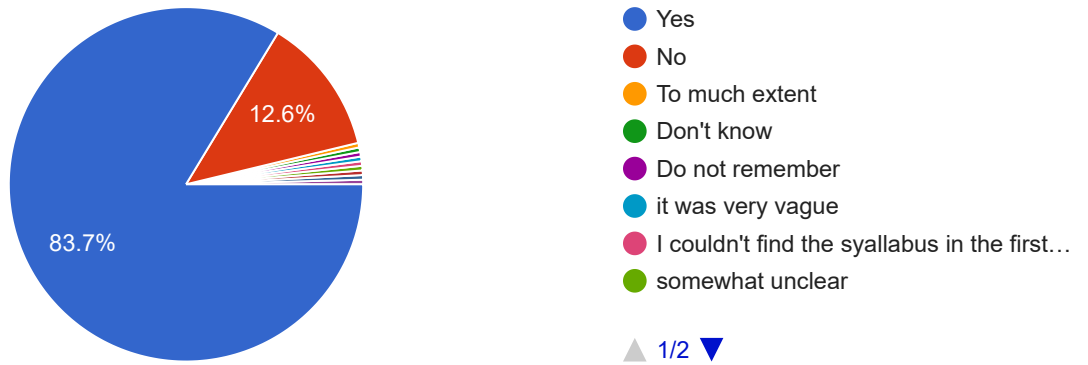 Yes
No
12.6%
To much extent
Don't know
Do not remember
it was very vague
83.7%
I couldn't find the syallabus in the first…
somewhat unclear
1/2